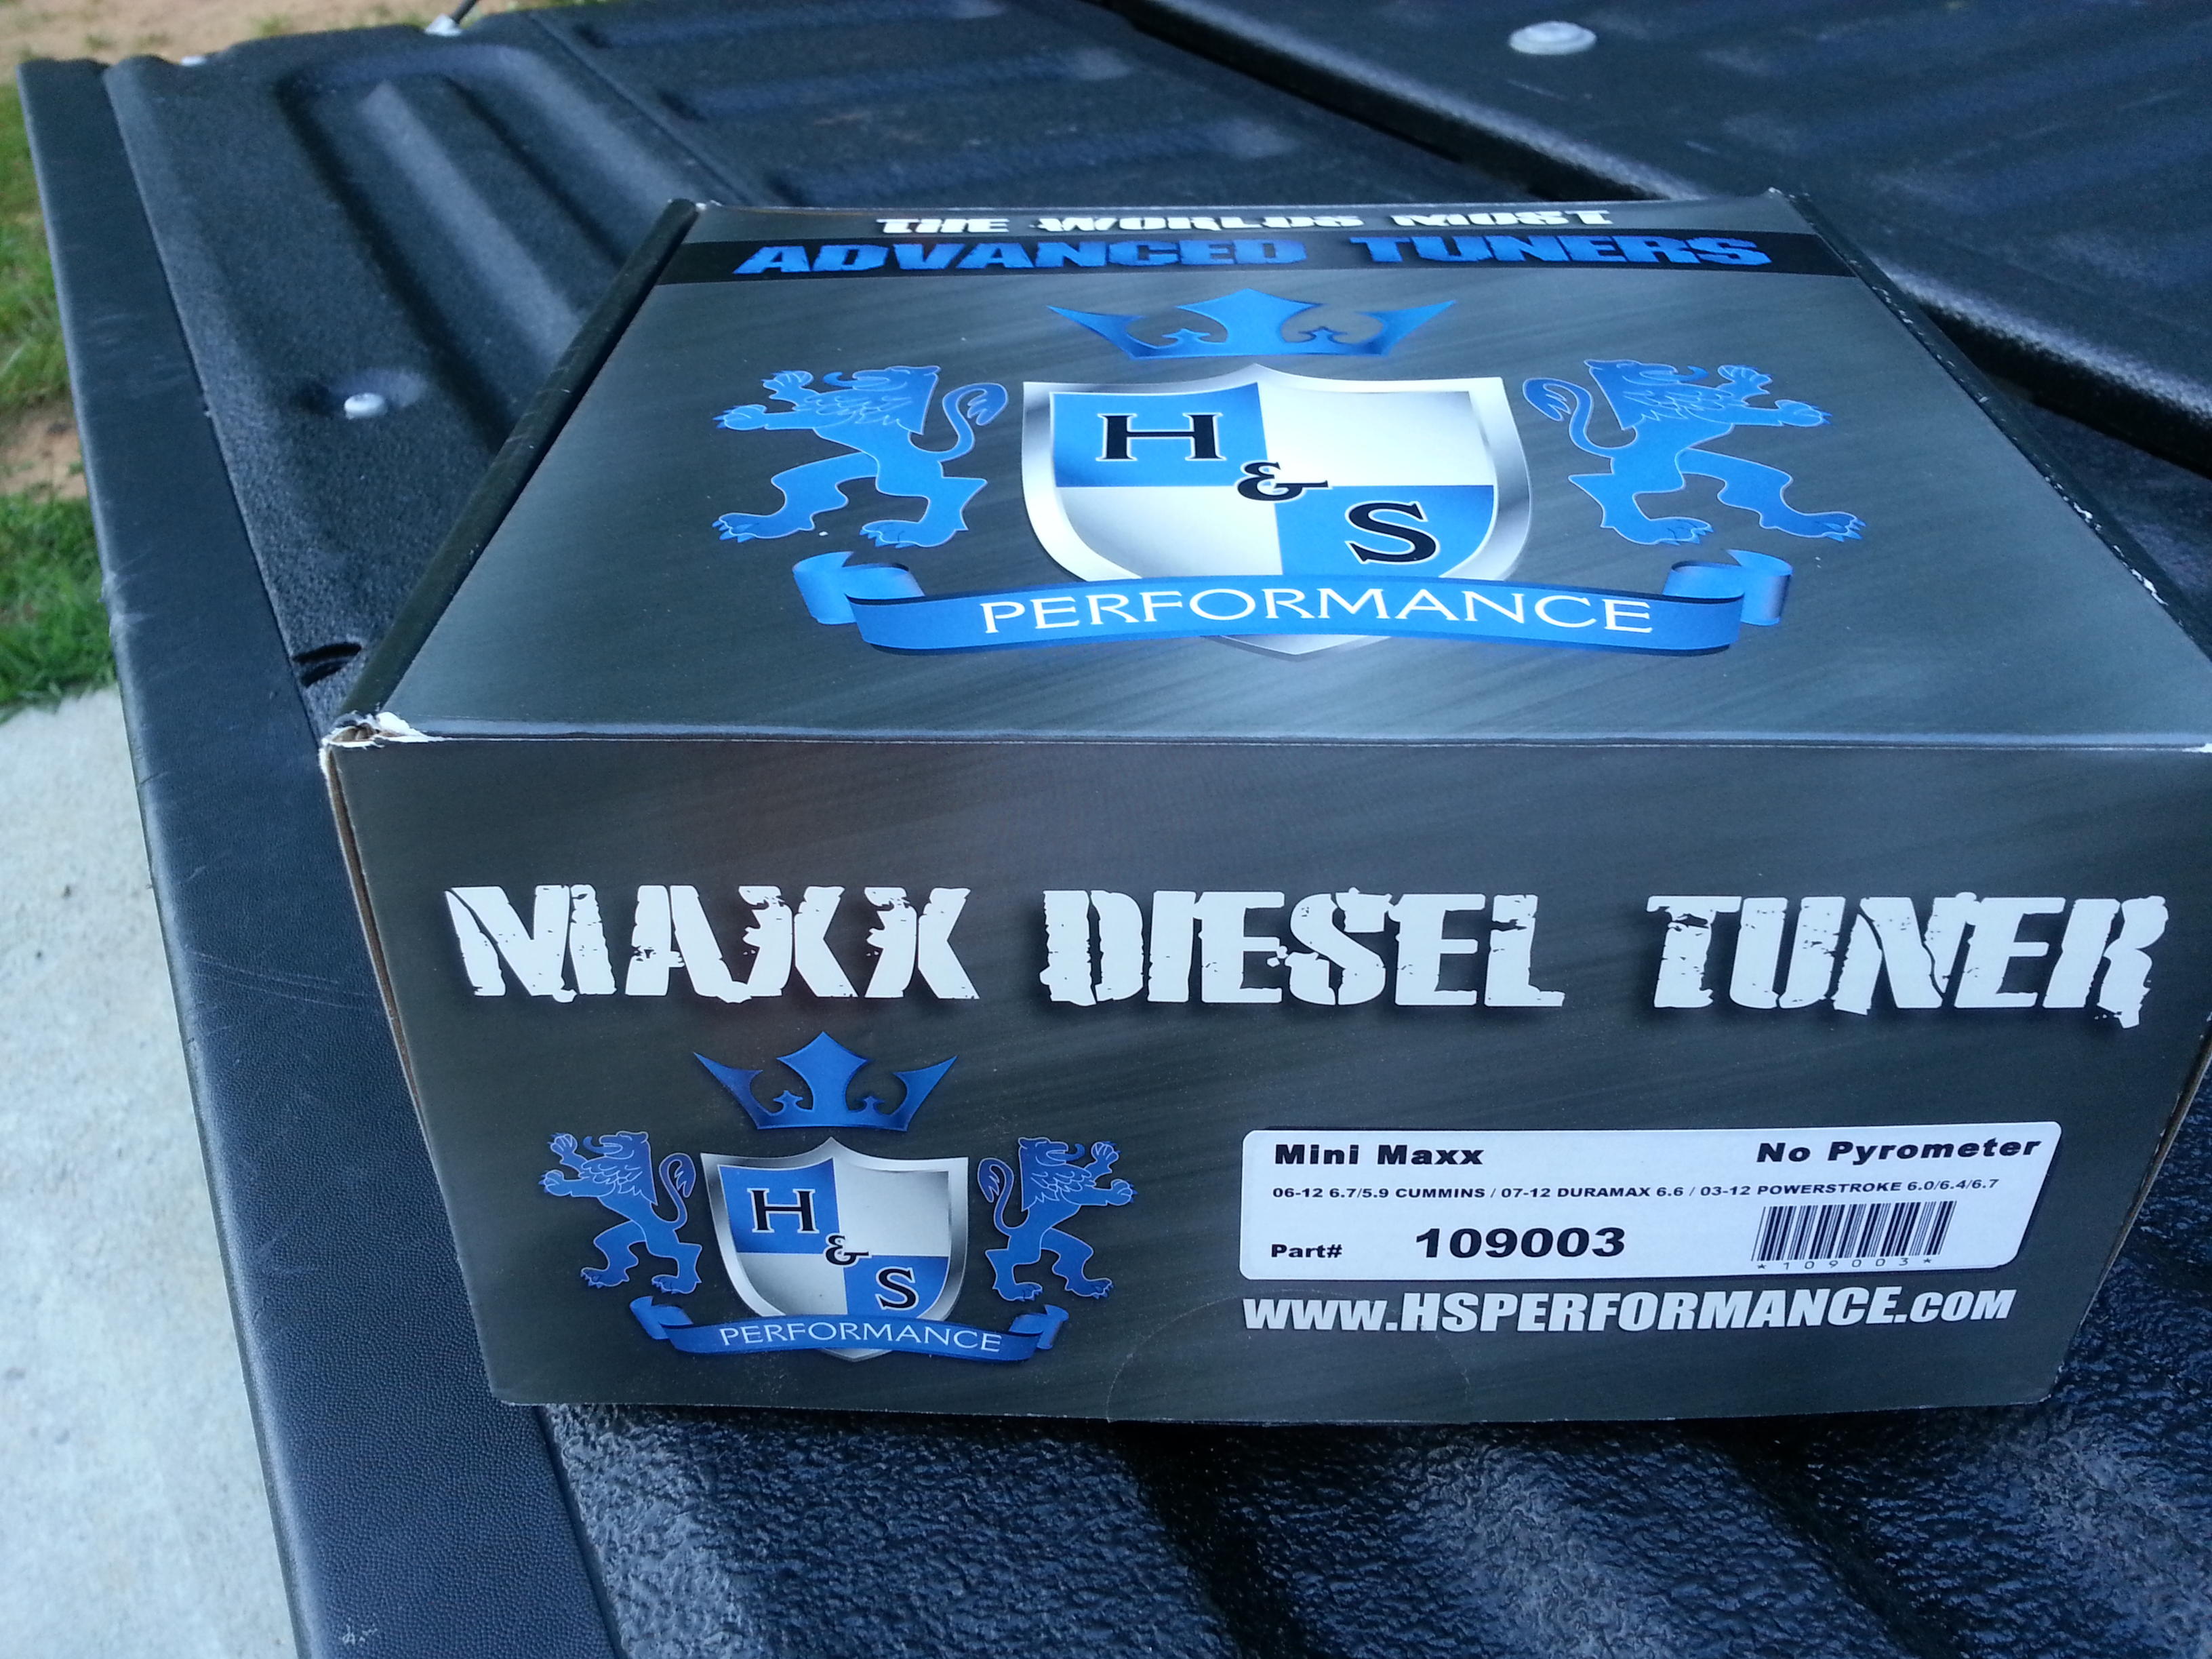 THE WORLDS MOST
ADVANCED TUNERS
H
&
S
PERFORMANCE
MAXX DIESEL TUNER
H
&
S
PERFORMANCE
Mini Maxx No Pyrometer
06-12 6.7/5.9 CUMMINS / 07-12 DURAMAX 6.6 / 03-12 POWERSTROKE 6.0/6.4/6.7
Part# 109003
*109003*
WWW.HSPERFORMANCE.COM